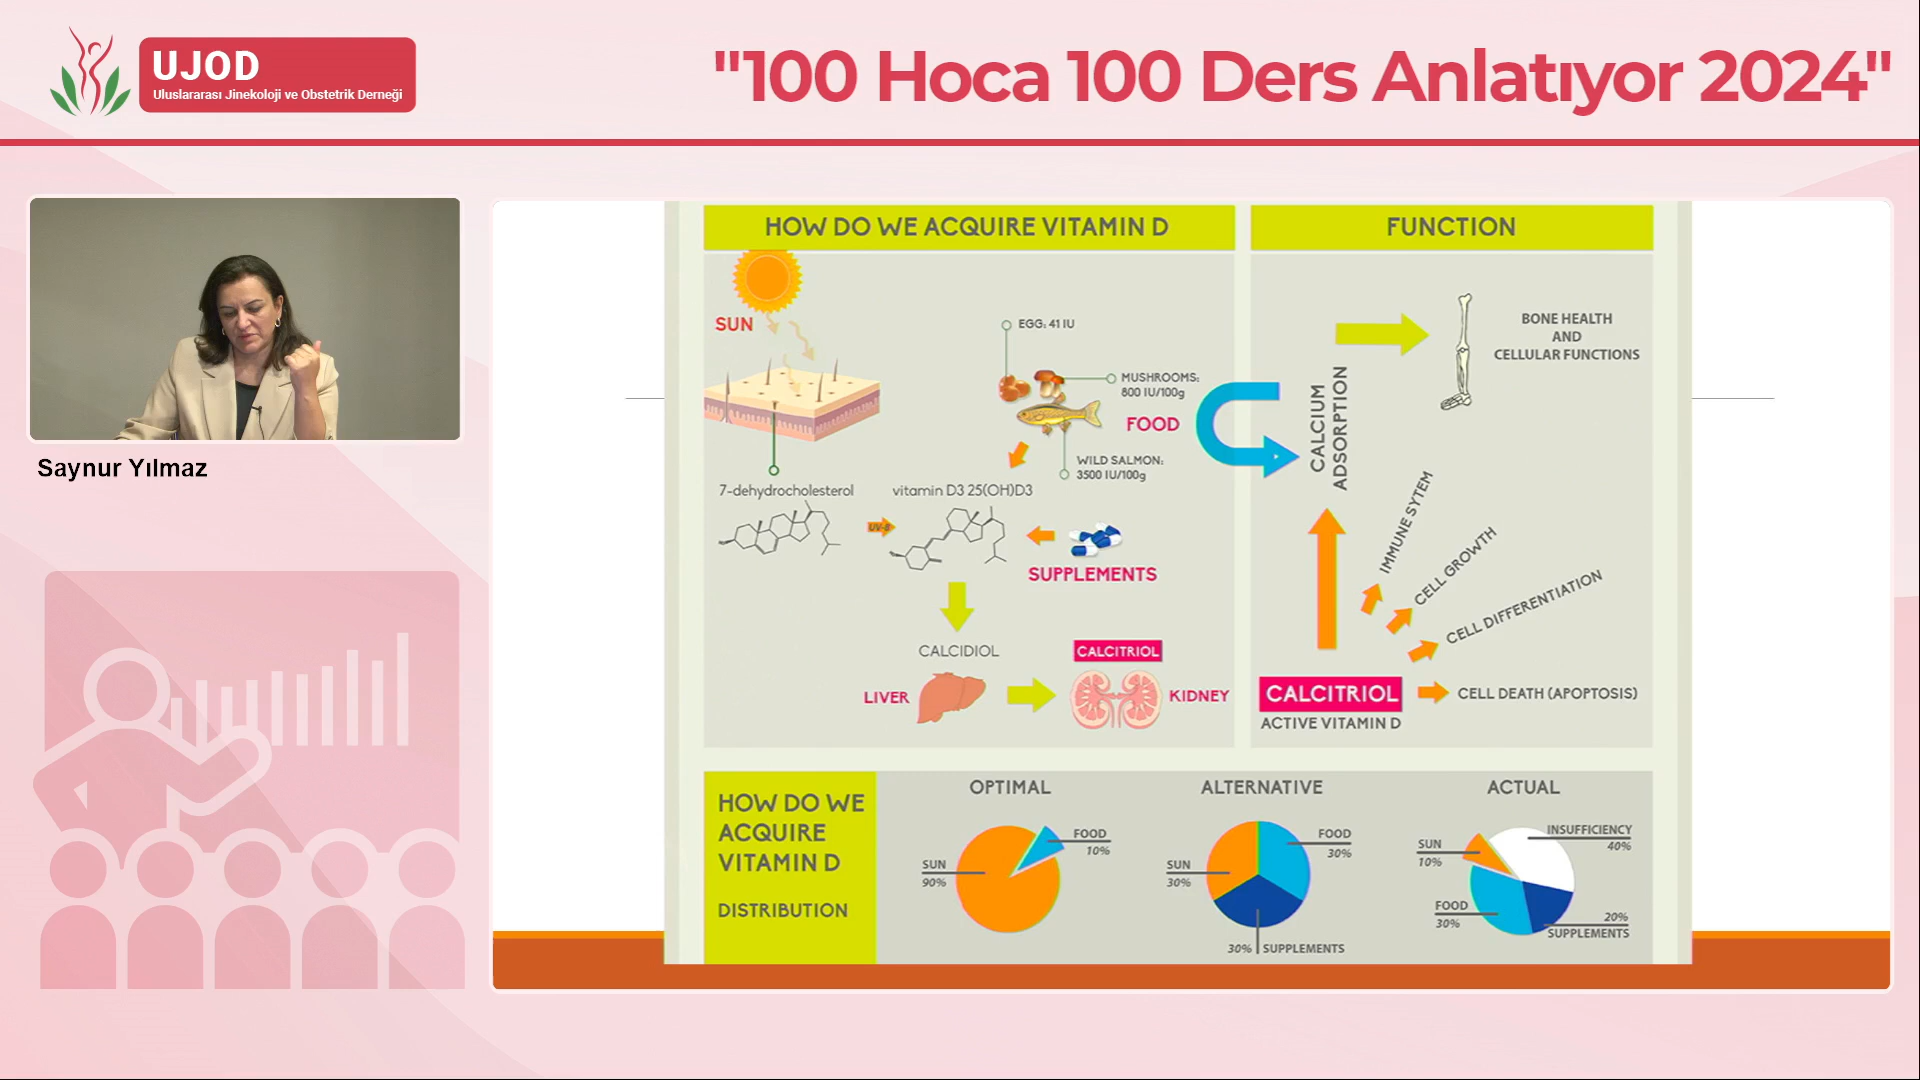 UJOD
Uluslararası Jinekoloji ve Obstetrik Derneği
"100 Hoca 100 Ders Anlatıyor 2024"
Saynur Yılmaz
HOW DO WE ACQUIRE VITAMIN D
SUN
EGG: 41 IU
MUSHROOMS:
800 IU/100g
FOOD
WILD SALMON:
3500 IU/100g
7-dehydrocholesterol
vitamin D3 25(OH)D3
UV-B
SUPPLEMENTS
CALCIDIOL
CALCITRIOL
LIVER
KIDNEY
FUNCTION
BONE HEALTH
AND
CELLULAR FUNCTIONS
CALCIUM
ADSORPTION
IMMUNE SYTEM
CELL GROWTH
CELL DIFFERENTIATION
CALCITRIOL
CELL DEATH (APOPTOSIS)
ACTIVE VITAMIN D
HOW DO WE
ACQUIRE
VITAMIN D
DISTRIBUTION
OPTIMAL
FOOD
10%
SUN
90%
ALTERNATIVE
FOOD
30%
SUN
30%
30% SUPPLEMENTS
ACTUAL
INSUFFICIENCY
40%
SUN
10%
FOOD
30%
20%
SUPPLEMENTS